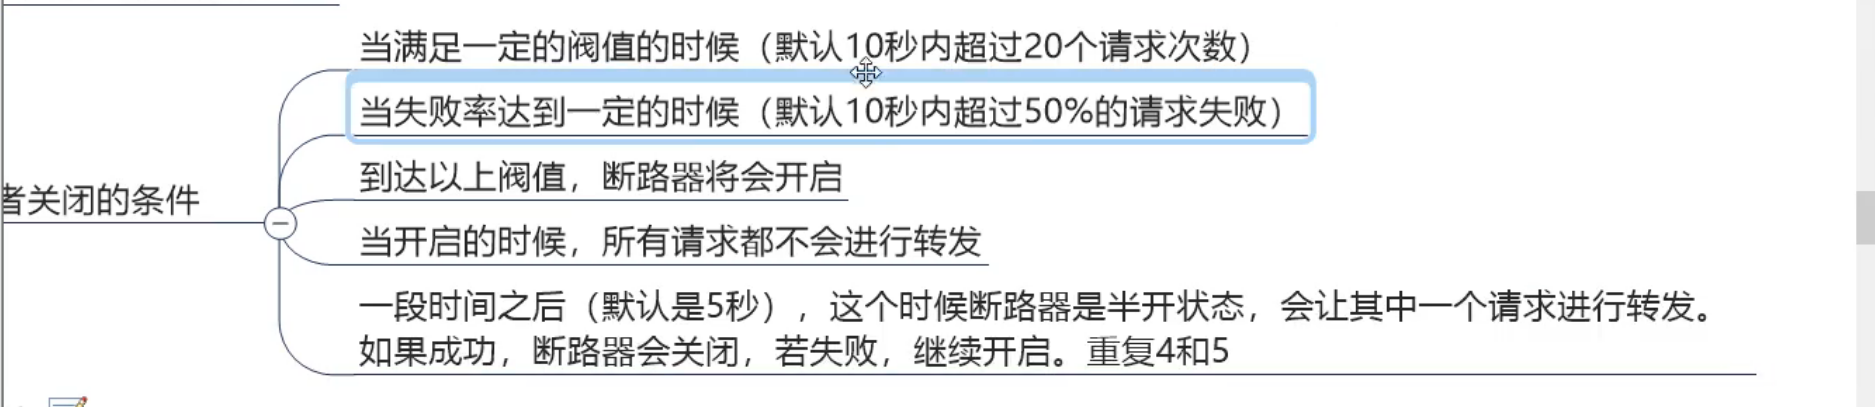 当满足一定的阀值的时候（默认10秒内超过20个请求次数）
当失败率达到一定的时候（默认10秒内超过50%的请求失败）
到达以上阀值，断路器将会开启
者关闭的条件
当开启的时候，所有请求都不会进行转发
一段时间之后（默认是5秒），这个时候断路器是半开状态，会让其中一个请求进行转发。
如果成功，断路器会关闭，若失败，继续开启。重复4和5